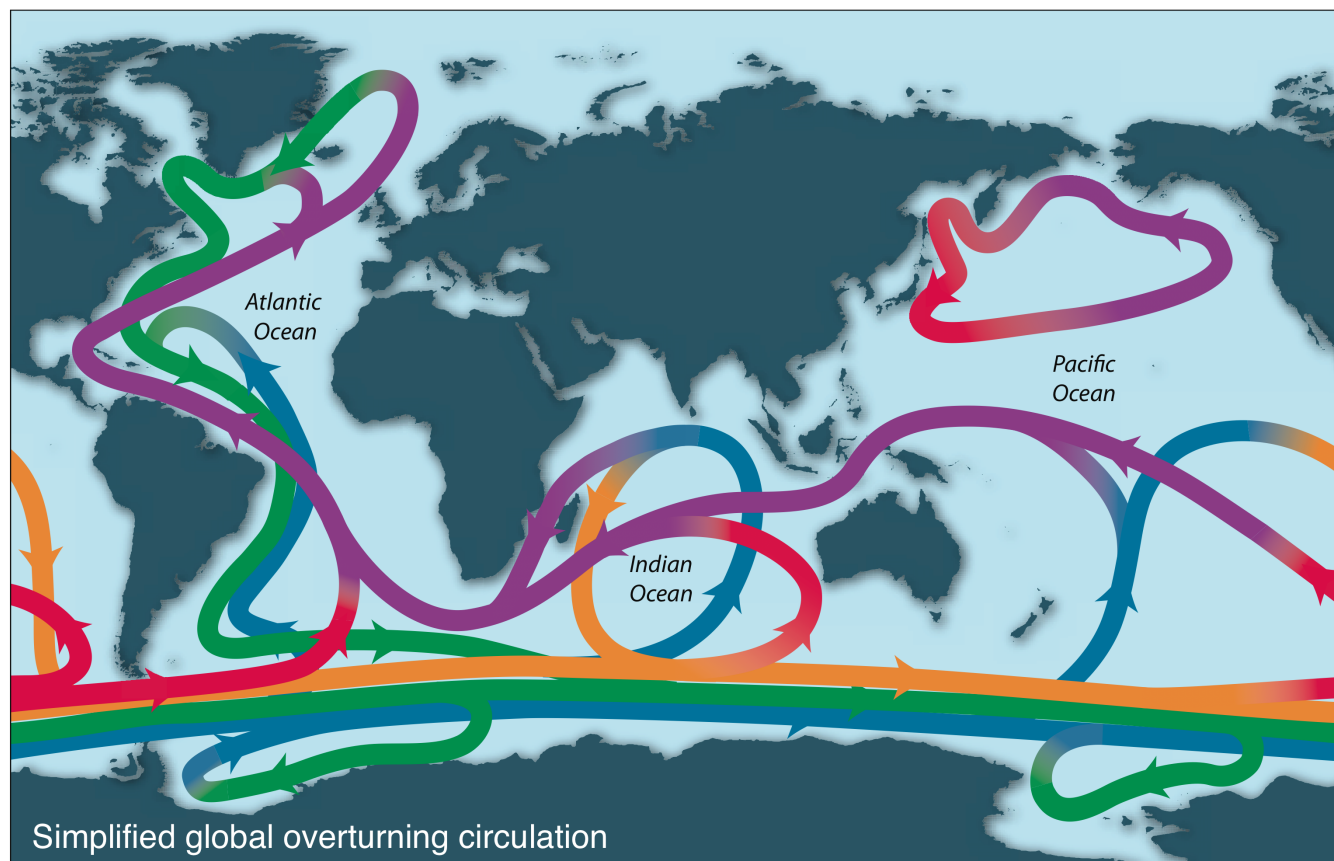 Atlantic
Ocean
Pacific
Ocean
Indian
Ocean
Simplified global overturning circulation